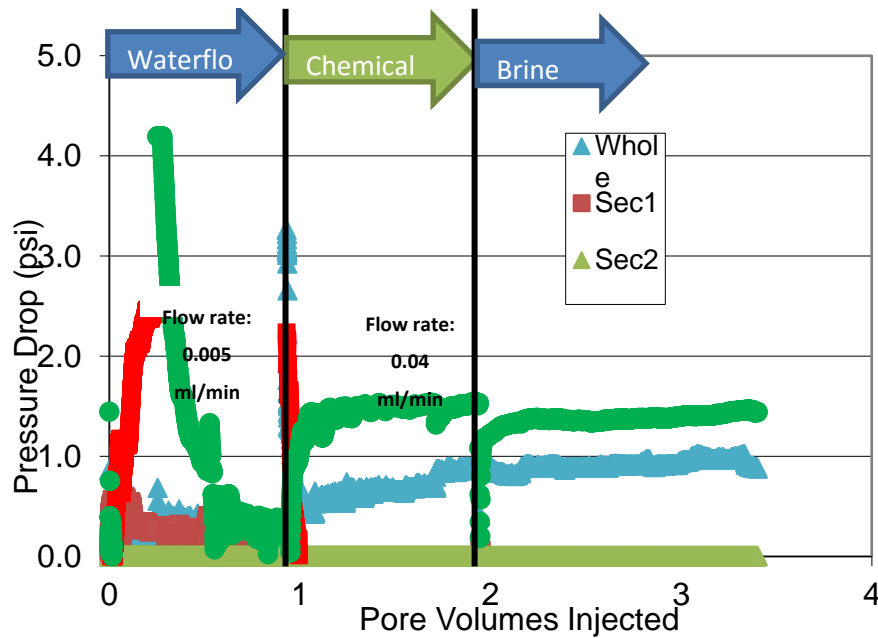 Waterflo
Chemical
Brine
5.0
4.0
3.0
2.0
1.0
0.0
Pressure Drop (psi)
Whol
e
Sec1
Sec2
Flow rate:
0.005
ml/min
Flow rate:
0.04
ml/min
0 1 2 3 4
Pore Volumes Injected